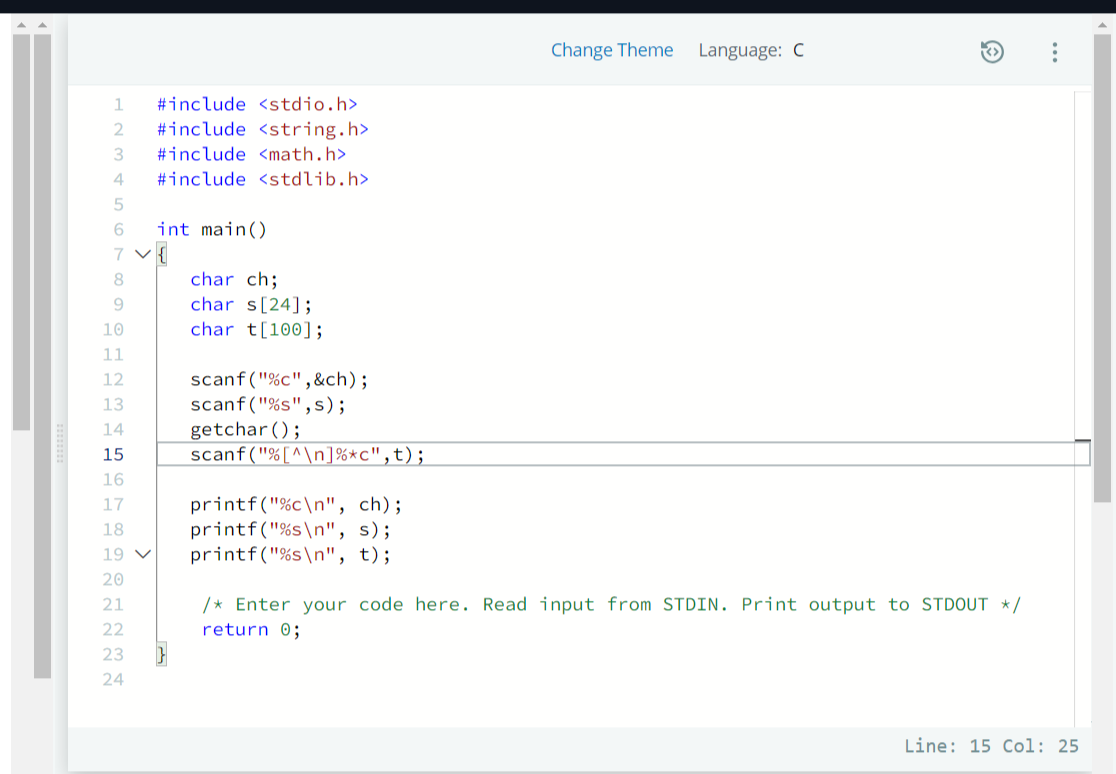 Change Theme Language: C
1 #include <stdio.h>
2 #include <string.h>
3 #include <math.h>
4 #include <stdlib.h>
5
6 int main()
7 {
8 char ch;
9 char s[24];
10 char t[100];
11
12 scanf("%c",&ch);
13 scanf("%s",s);
14 getchar();
15 scanf("%[^\n]%*c",t);
16
17 printf("%c\n", ch);
18 printf("%s\n", s);
19 printf("%s\n", t);
20
21 /* Enter your code here. Read input from STDIN. Print output to STDOUT */
22 return 0;
23 }
24
Line: 15 Col: 25